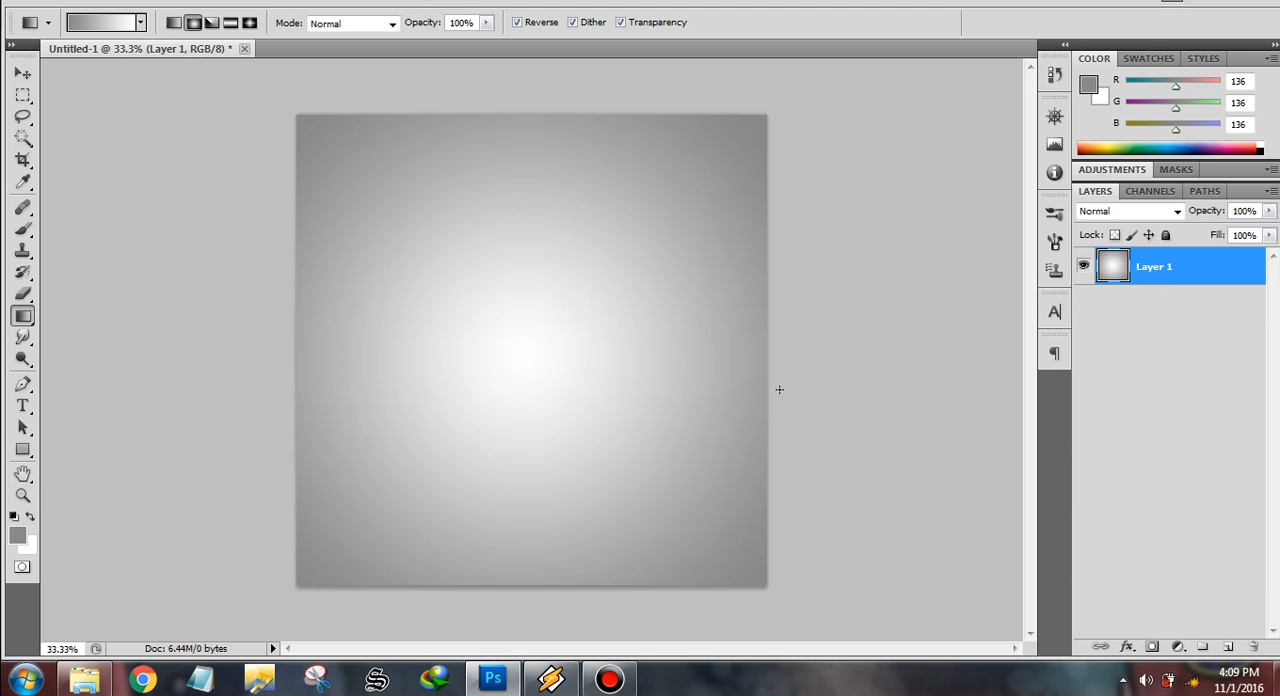 Mode: Normal Opacity: 100% Reverse Dither Transparency
Untitled-1 @ 33.3% (Layer 1, RGB/8) *
COLOR SWATCHES STYLES
R 136
G 136
B 136
ADJUSTMENTS MASKS
LAYERS CHANNELS PATHS
Normal Opacity: 100%
Lock: Fill: 100%
Layer 1
T
A
fx
33.33% Doc: 6.44M/0 bytes
Ps
4:09 PM
11/1/2016